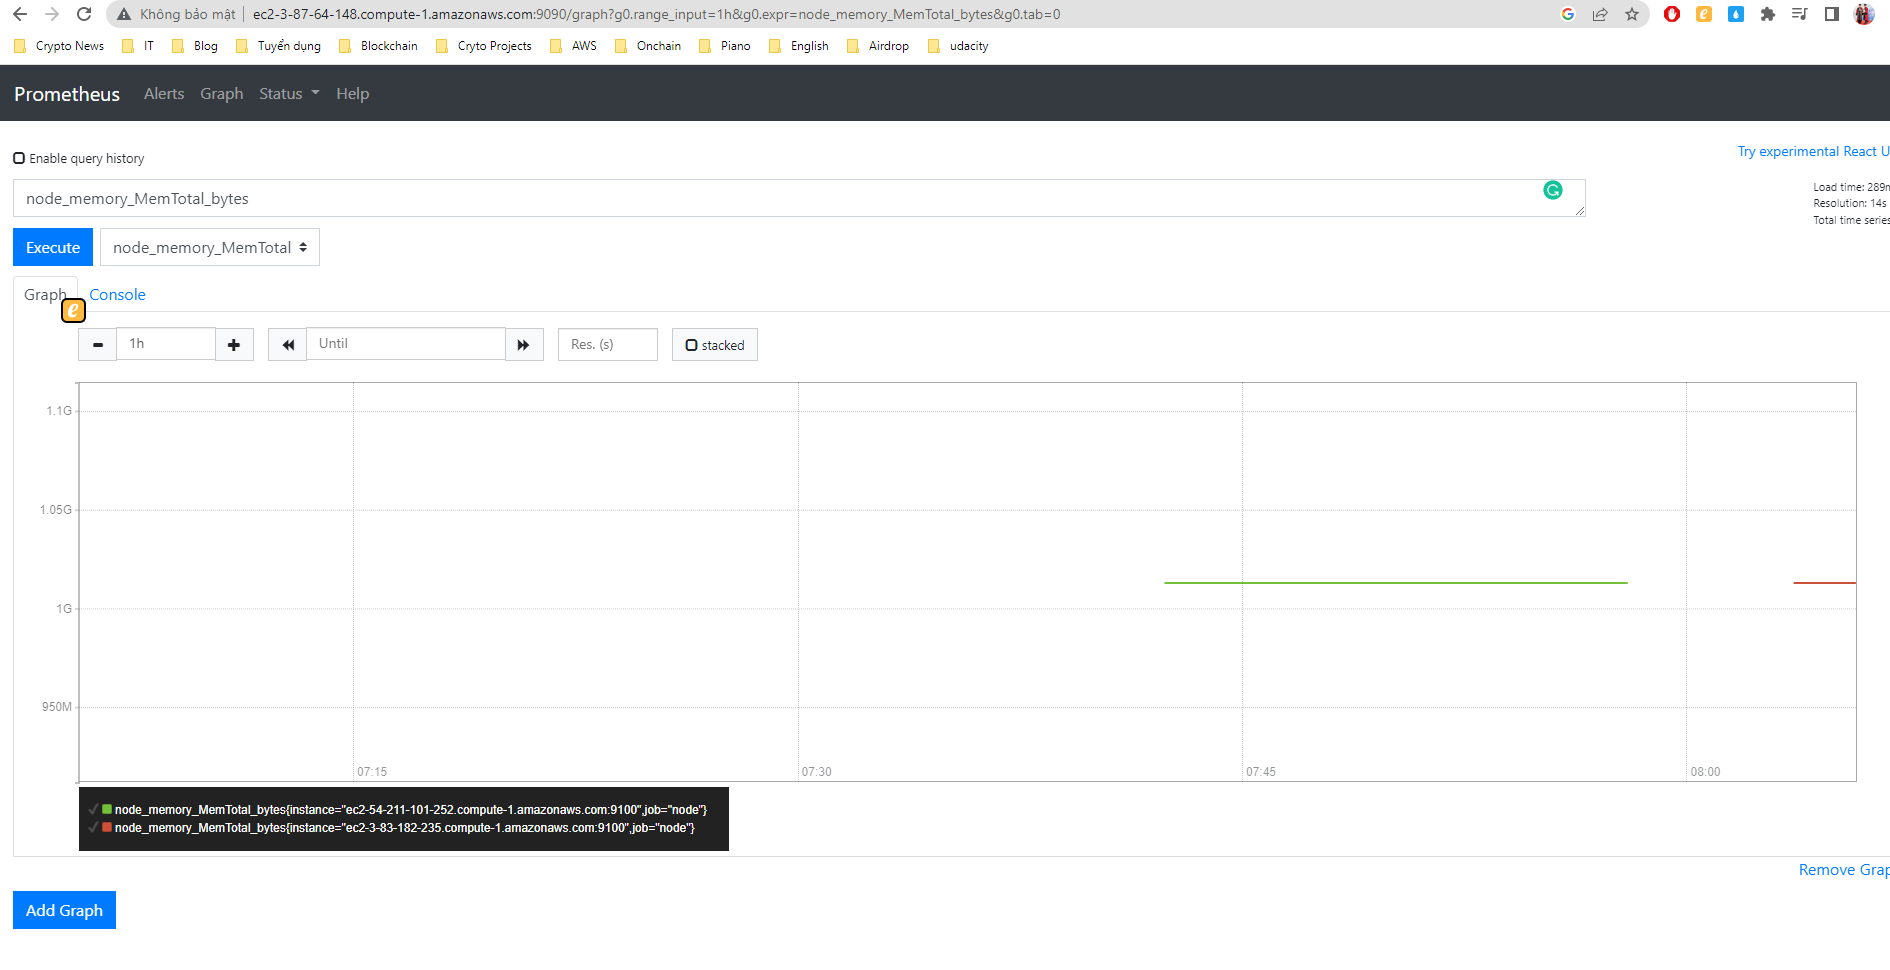 Không bảo mật ec2-3-87-64-148.compute-1.amazonaws.com:9090/graph?g0.range_input=1h&g0.expr=node_memory_MemTotal_bytes&g0.tab=0
Crypto News IT Blog Tuyển dụng Blockchain Cryto Projects AWS Onchain Piano English Airdrop udacity
Prometheus Alerts Graph Status Help
Enable query history
Try experimental React U
node_memory_MemTotal_bytes
Load time: 289m
Resolution: 14s
Total time series
Execute node_memory_MemTotal
Graph Console
1h Until Res. (s) stacked
1.1G
1.05G
1G
950M
07:15 07:30 07:45 08:00
node_memory_MemTotal_bytes{instance="ec2-54-211-101-252.compute-1.amazonaws.com:9100",job="node"}
node_memory_MemTotal_bytes{instance="ec2-3-83-182-235.compute-1.amazonaws.com:9100",job="node"}
Remove Grap
Add Graph